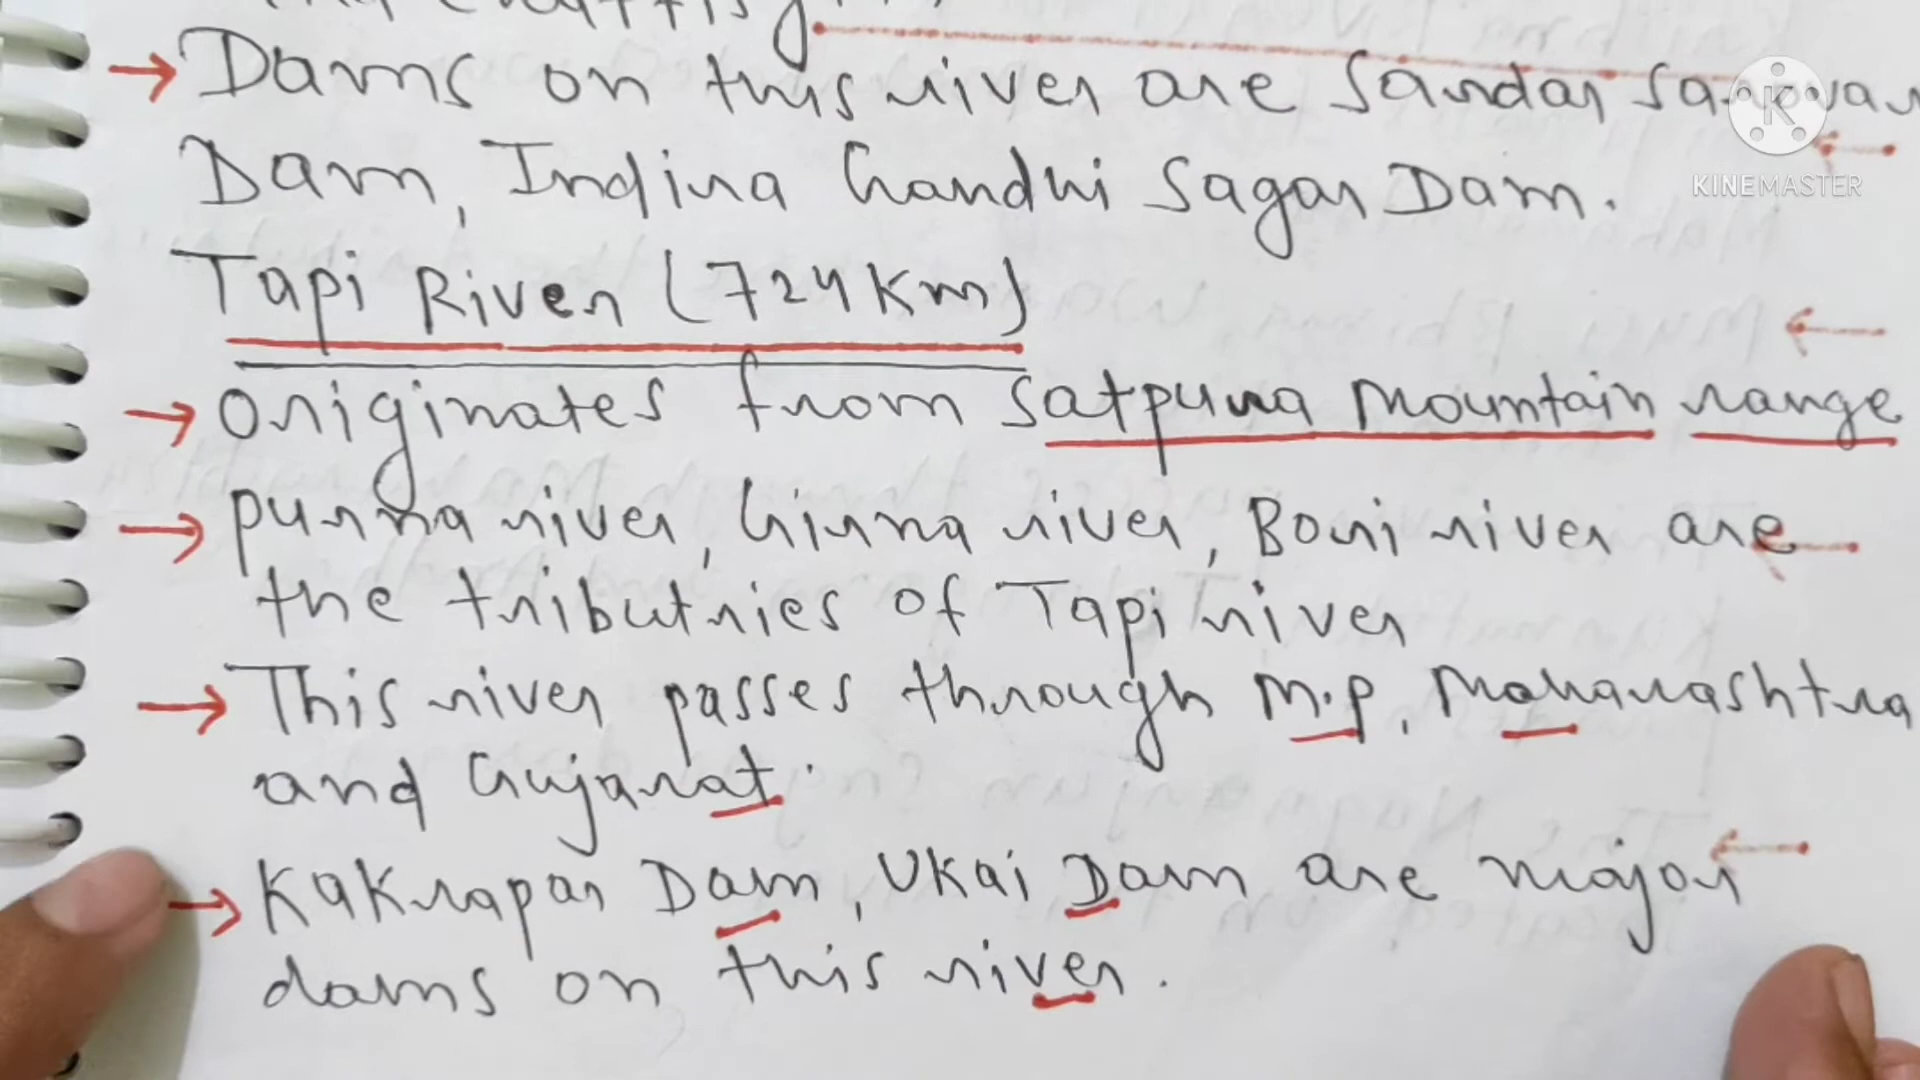 → Dams on this river are Sardar Sarovar
Dam, Indira Gandhi Sagar Dam.
Tapi River (724 Km)
→ Originates from Satpura Mountain range
→ Purna river, Girna river, Bori river are
the tributries of Tapi river
→ This river passes through M.P, Maharashtra
and Gujarat.
→ Kakrapar Dam, Ukai Dam are major
dams on this river.
KINEMASTER